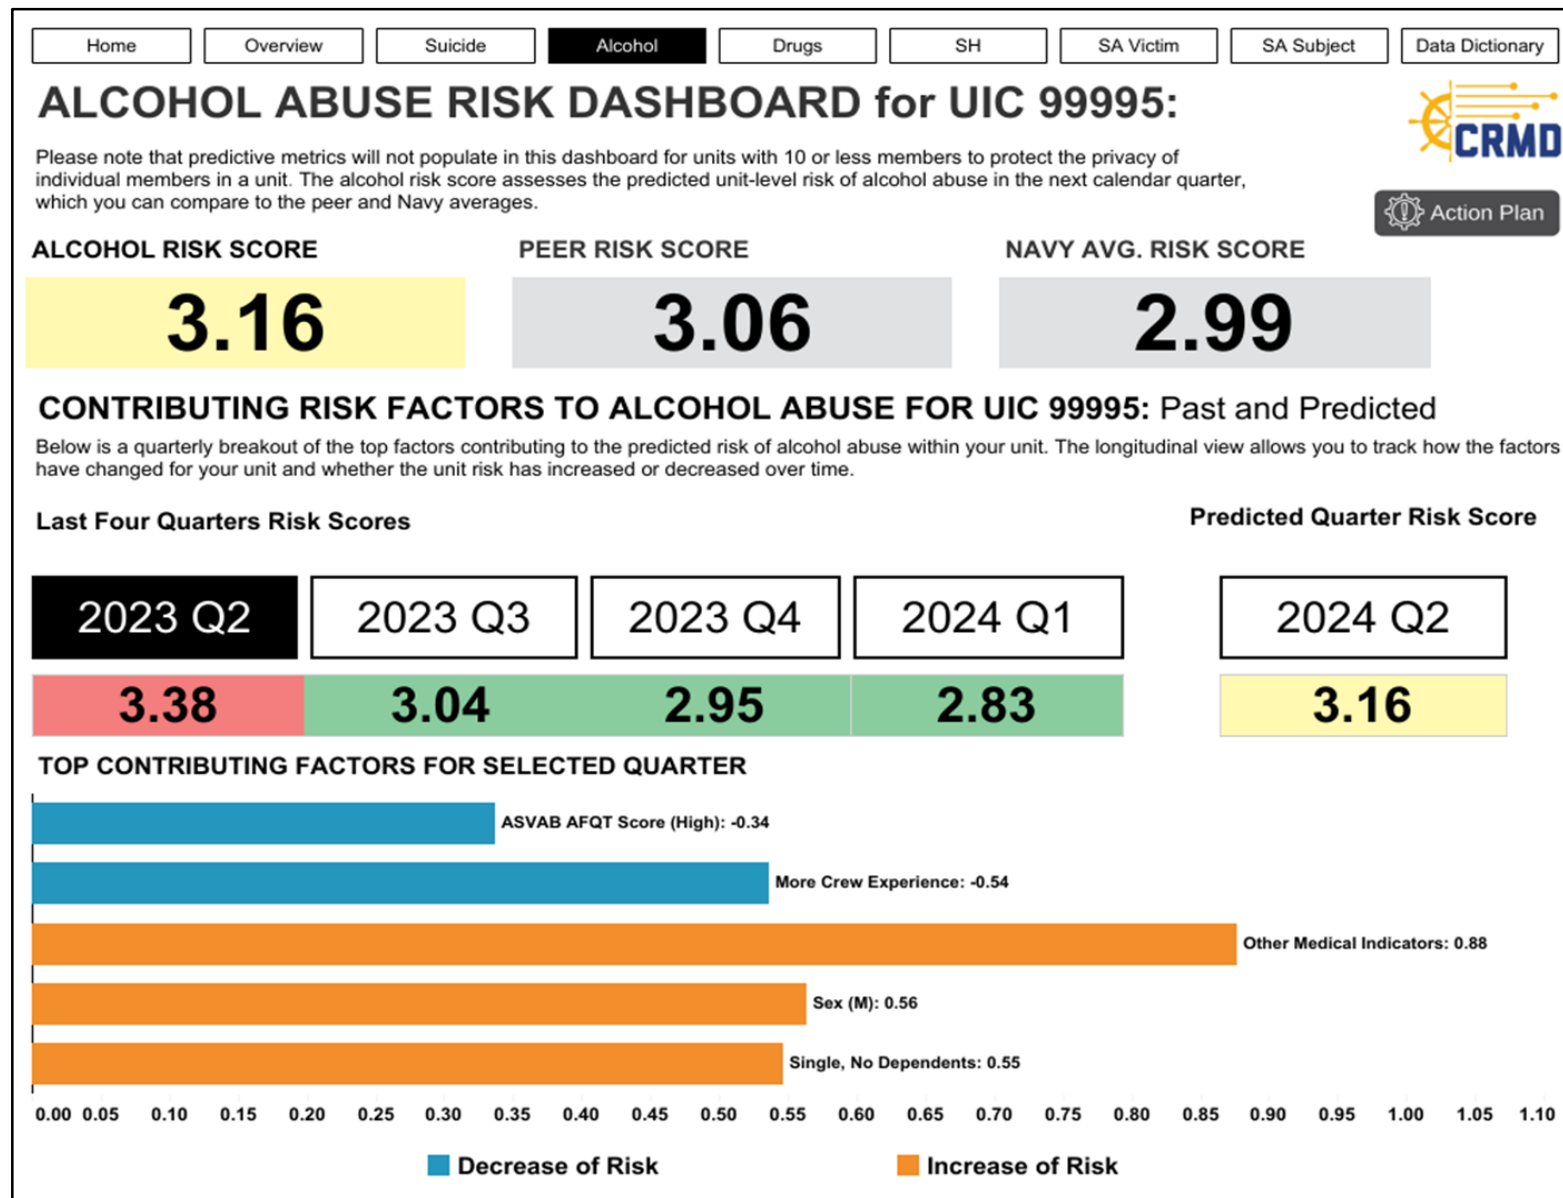 Home Overview Suicide Alcohol Drugs SH SA Victim SA Subject Data Dictionary
ALCOHOL ABUSE RISK DASHBOARD for UIC 99995:
CRMD
Please note that predictive metrics will not populate in this dashboard for units with 10 or less members to protect the privacy of
individual members in a unit. The alcohol risk score assesses the predicted unit-level risk of alcohol abuse in the next calendar quarter,
which you can compare to the peer and Navy averages.
Action Plan
ALCOHOL RISK SCORE PEER RISK SCORE NAVY AVG. RISK SCORE
3.16 3.06 2.99
CONTRIBUTING RISK FACTORS TO ALCOHOL ABUSE FOR UIC 99995: Past and Predicted
Below is a quarterly breakout of the top factors contributing to the predicted risk of alcohol abuse within your unit. The longitudinal view allows you to track how the factors
have changed for your unit and whether the unit risk has increased or decreased over time.
Last Four Quarters Risk Scores Predicted Quarter Risk Score
2023 Q2 2023 Q3 2023 Q4 2024 Q1 2024 Q2
3.38 3.04 2.95 2.83 3.16
TOP CONTRIBUTING FACTORS FOR SELECTED QUARTER
ASVAB AFQT Score (High): -0.34
More Crew Experience: -0.54
Other Medical Indicators: 0.88
Sex (M): 0.56
Single, No Dependents: 0.55
0.00 0.05 0.10 0.15 0.20 0.25 0.30 0.35 0.40 0.45 0.50 0.55 0.60 0.65 0.70 0.75 0.80 0.85 0.90 0.95 1.00 1.05 1.10
Decrease of Risk Increase of Risk